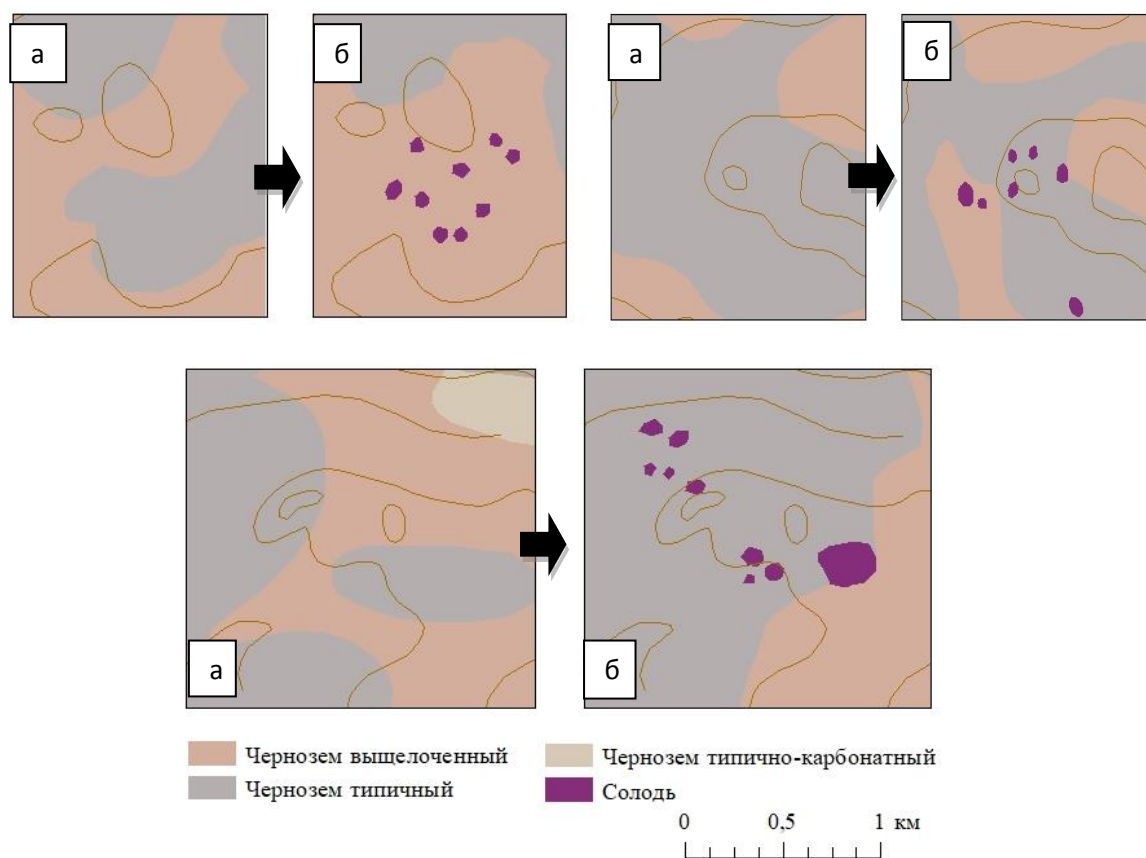 а
б
а
б
а
б
Чернозем выщелоченный
Чернозем типично-карбонатный
Чернозем типичный
Солодь
0 0,5 1 км